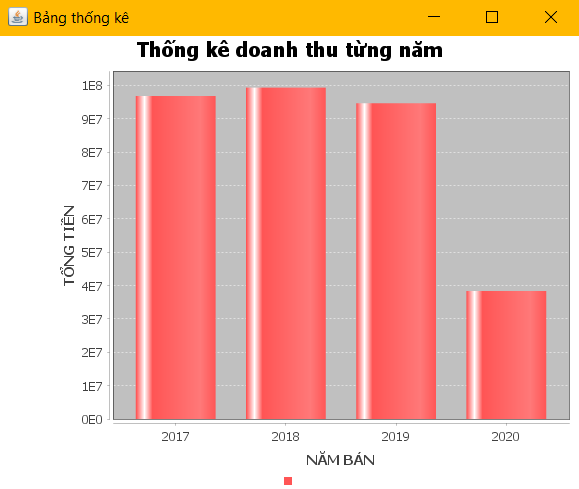 Bảng thống kê
Thống kê doanh thu từng năm
TỔNG TIỀN
1E8
9E7
8E7
7E7
6E7
5E7
4E7
3E7
2E7
1E7
0E0
2017 2018 2019 2020
NĂM BÁN